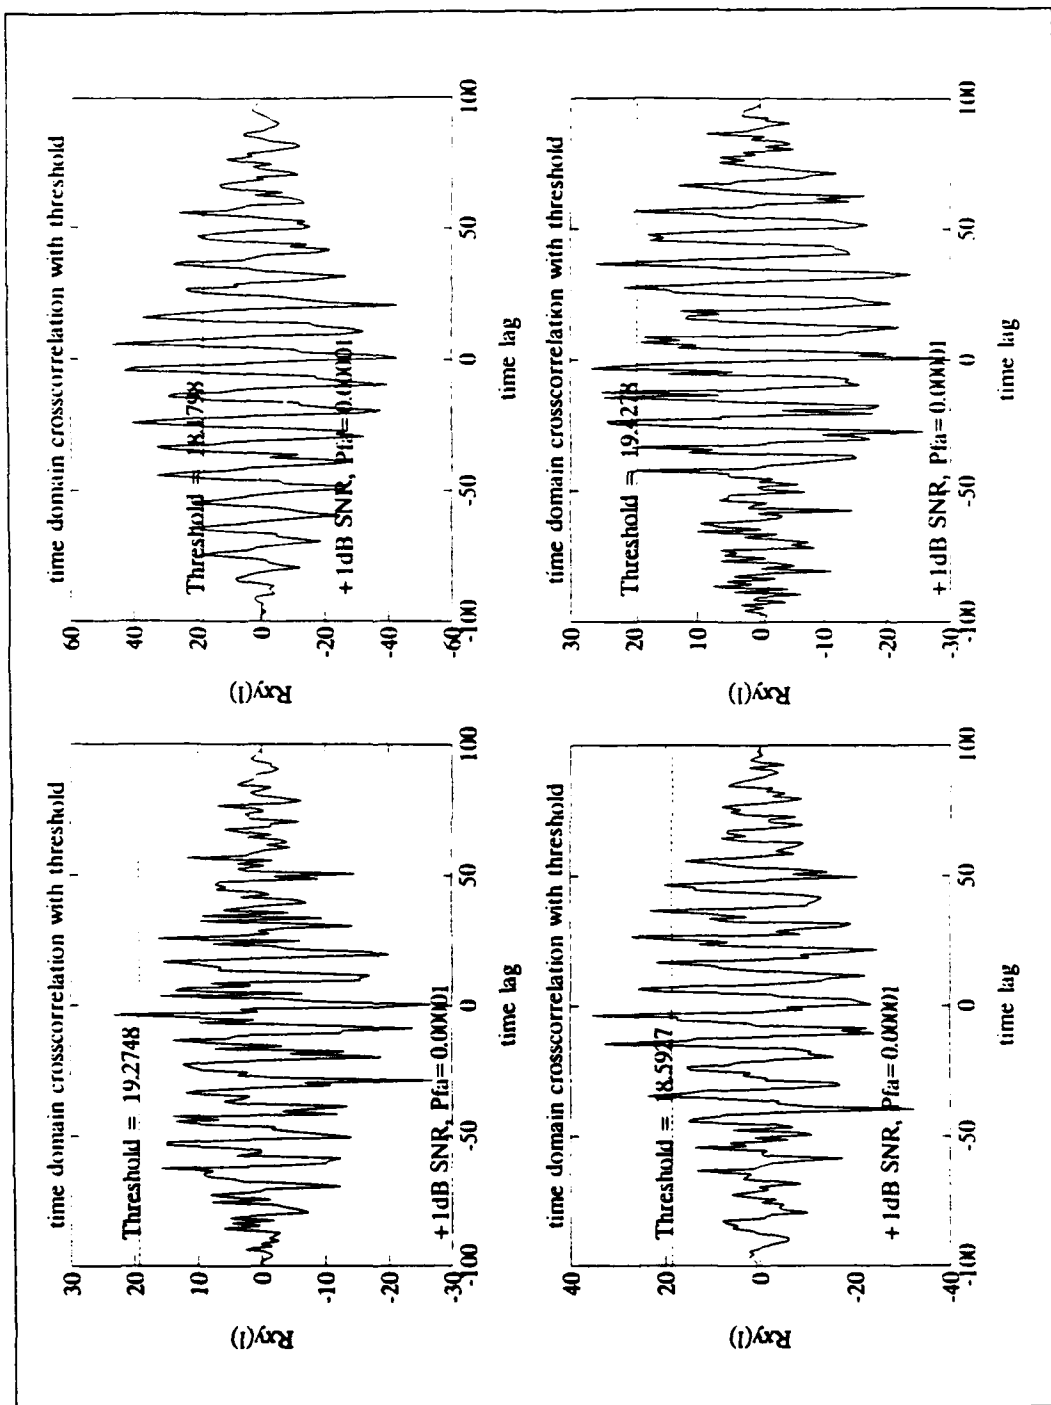 time domain crosscorrelation with threshold
30
20
10
0
-10
-20
-30
Rxy(l)
Threshold = 19.2748
+1dB SNR, Pfa=0.00001
-100
-50
0
50
100
time lag
time domain crosscorrelation with threshold
60
40
20
0
-20
-40
-60
Rxy(l)
Threshold = 18.1798
+1dB SNR, Pfa=0.00001
-100
-50
0
50
100
time lag
time domain crosscorrelation with threshold
40
20
0
-20
-40
Rxy(l)
Threshold = 18.5927
+1dB SNR, Pfa=0.00001
-100
-50
0
50
100
time lag
time domain crosscorrelation with threshold
30
20
10
0
-10
-20
-30
Rxy(l)
Threshold = 19.4278
+1dB SNR, Pfa=0.00001
-100
-50
0
50
100
time lag